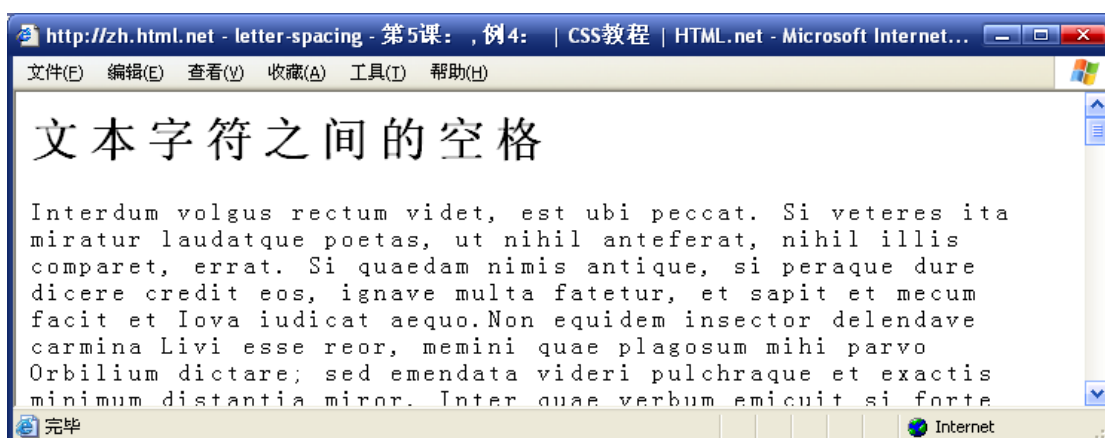 http://zh.html.net - letter-spacing - 第5课： ，例4： | CSS教程 | HTML.net - Microsoft Internet...
文件(F) 编辑(E) 查看(V) 收藏(A) 工具(T) 帮助(H)
文本字符之间的空格
Interdum volgus rectum videt, est ubi peccat. Si veteres ita
miratur laudatque poetas, ut nihil anteferat, nihil illis
comparet, errat. Si quaedam nimis antique, si peraque dure
dicere credit eos, ignave multa fatetur, et sapit et mecum
facit et Iova iudicat aequo.Non equidem insector delendave
carmina Livi esse reor, memini quae plagosum mihi parvo
Orbilium dictare; sed emendata videri pulchraque et exactis
minimum distantia miror. Inter quae verbum emicuit si forte
完毕 Internet